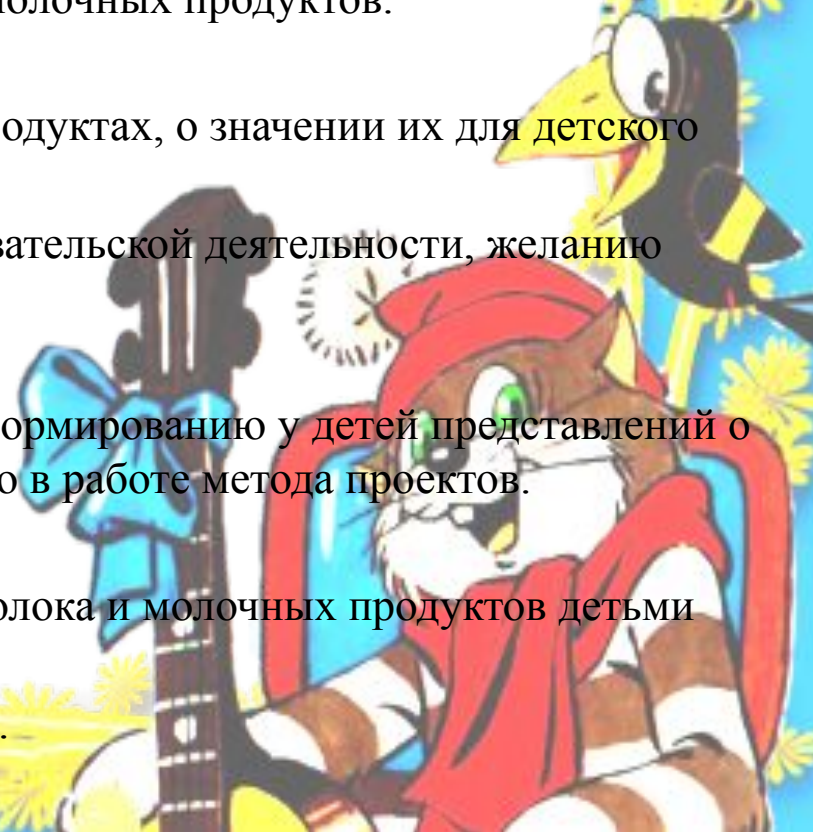 молочных продуктов.
одуктах, о значении их для детского
вательской деятельности, желанию
ормированию у детей представлений о
о в работе метода проектов.
олока и молочных продуктов детьми
.